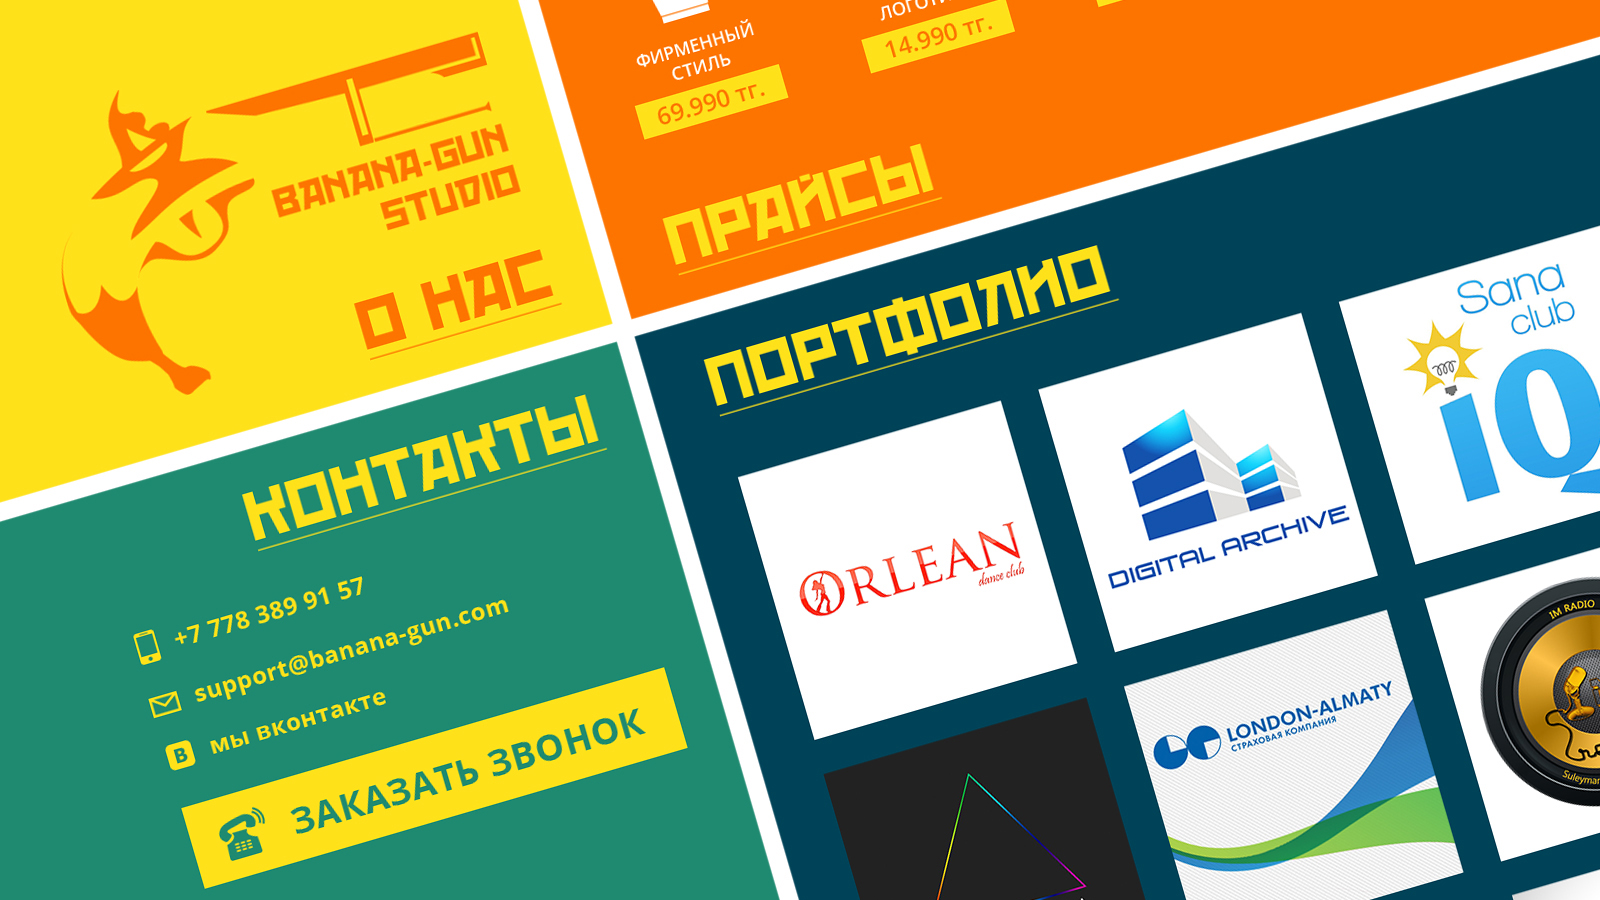 BANANA-GUN
STUDIO
О НАС
ФИРМЕННЫЙ
СТИЛЬ
69.990 тг.
14.990 тг.
ПРАЙСЫ
КОНТАКТЫ
+7 778 389 91 57
support@banana-gun.com
мы вконтакте
ЗАКАЗАТЬ ЗВОНОК
ПОРТФОЛИО
ORLEAN
dance club
DIGITAL ARCHIVE
Sana
club
iQ
LONDON-ALMATY
СТРАХОВАЯ КОМПАНИЯ
1M RADIO